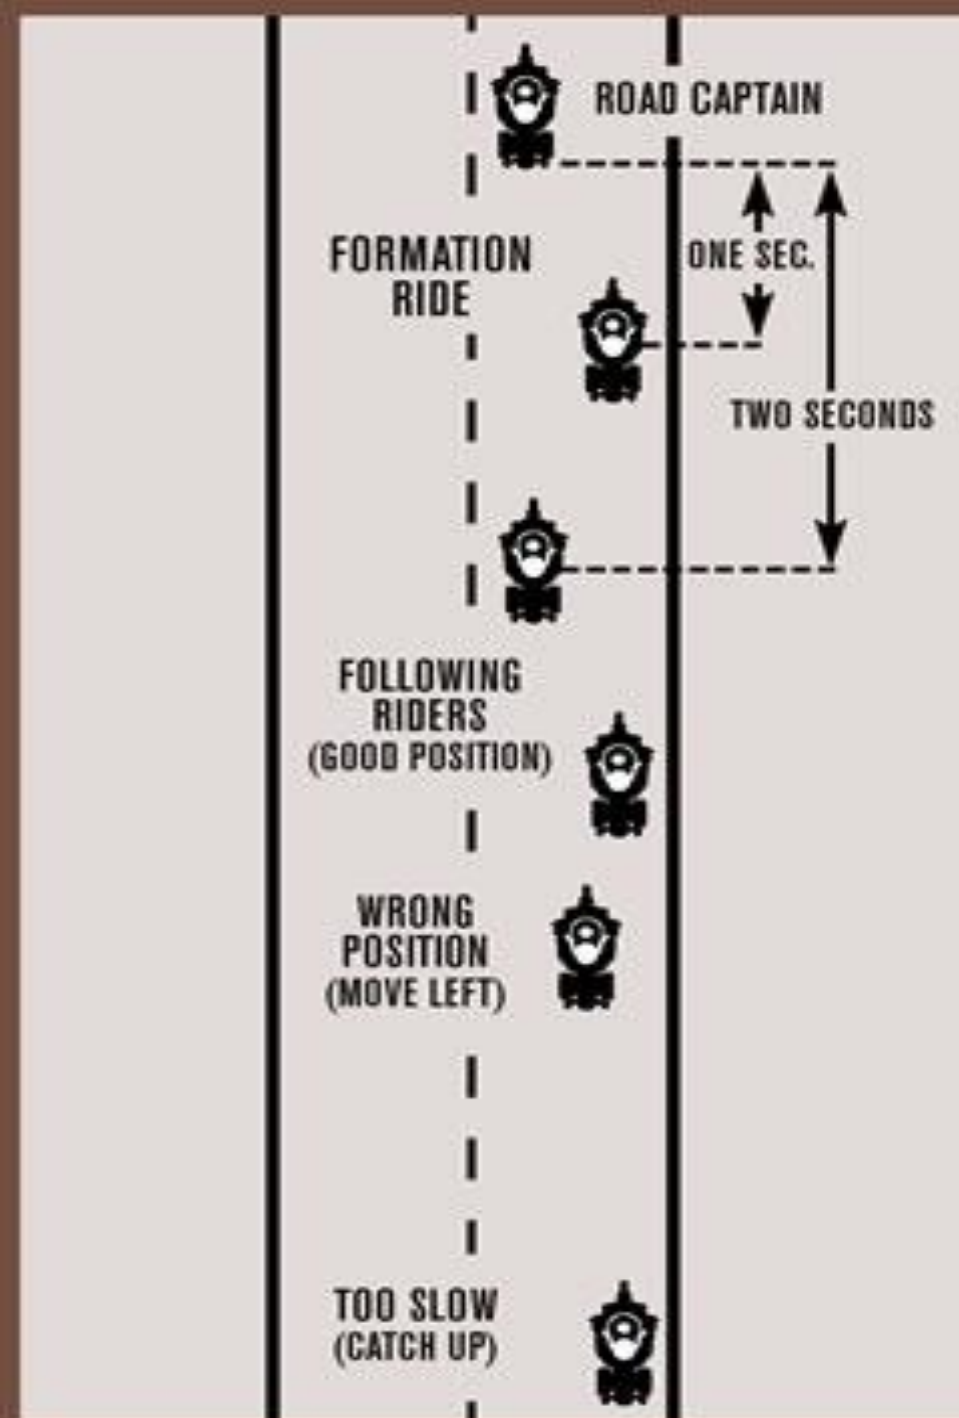 ROAD CAPTAIN
FORMATION
RIDE
ONE SEC.
TWO SECONDS
FOLLOWING
RIDERS
(GOOD POSITION)
WRONG
POSITION
(MOVE LEFT)
TOO SLOW
(CATCH UP)